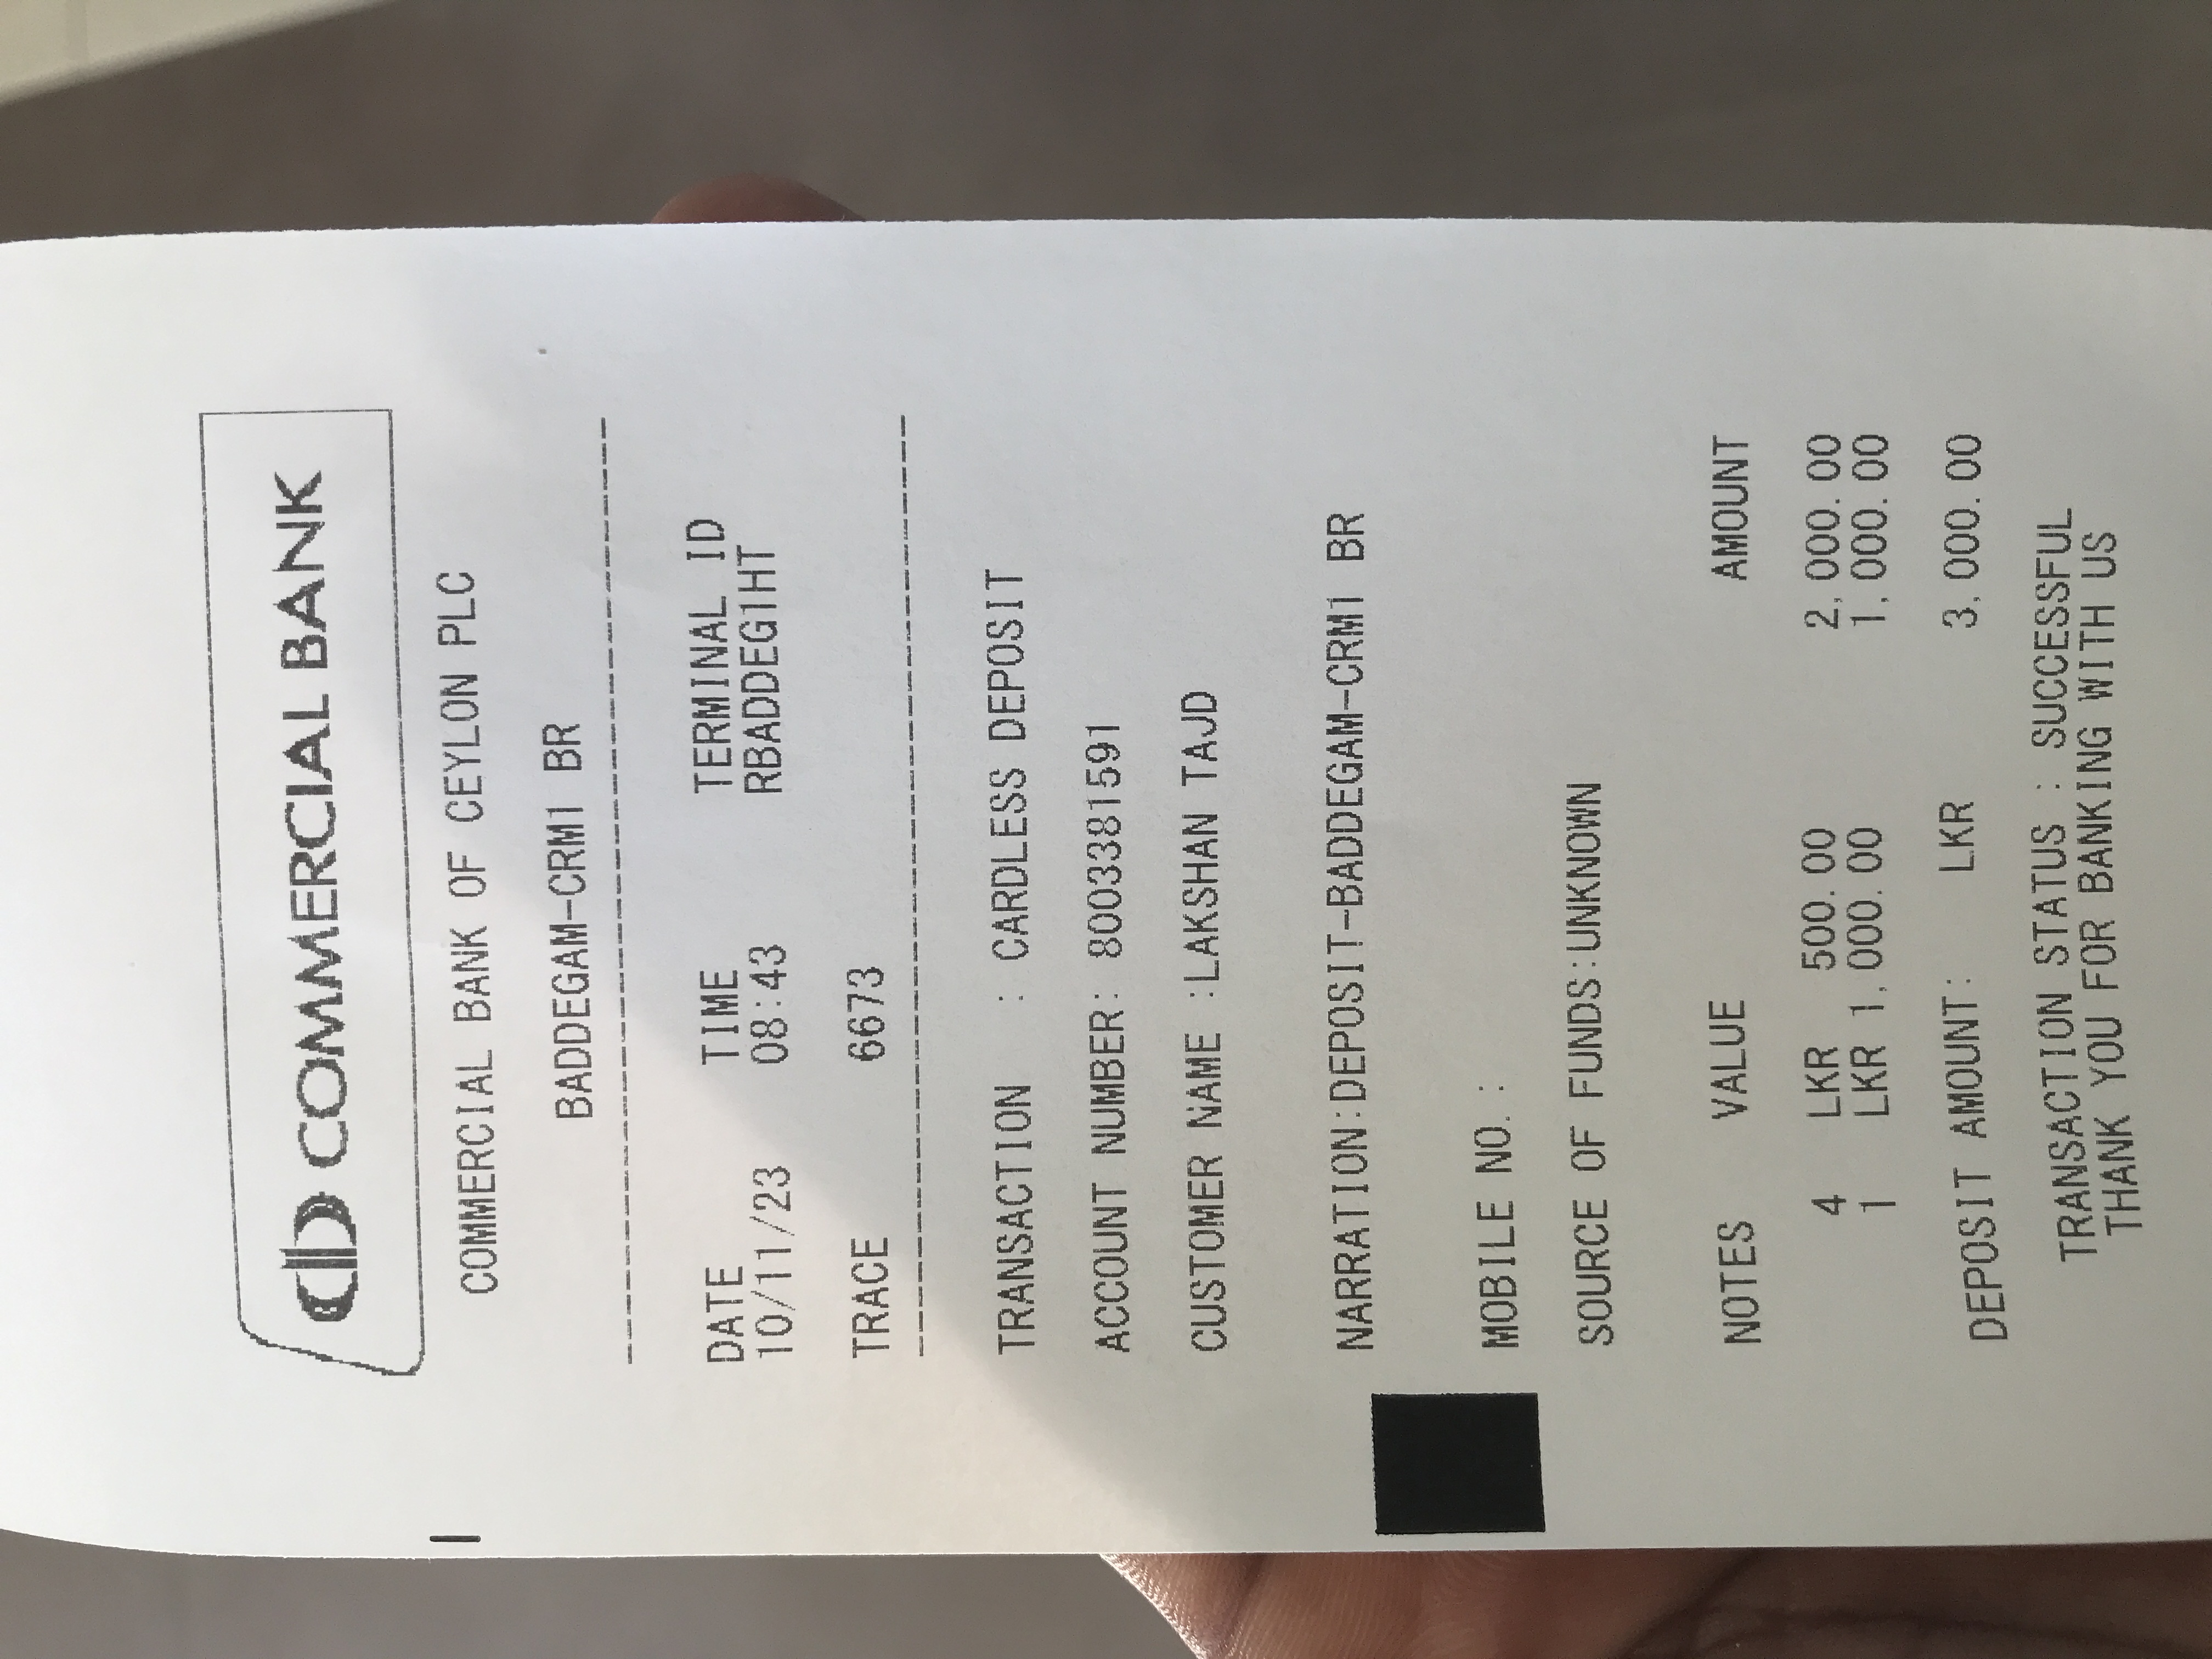 COMMERCIAL BANK
COMMERCIAL BANK OF CEYLON PLC
BADDEGAM-CRM1 BR
DATE TIME TERMINAL ID
10/11/23 08:43 RBADDEG1HT
TRACE 6673
TRANSACTION : CARDLESS DEPOSIT
ACCOUNT NUMBER: 8003381591
CUSTOMER NAME :LAKSHAN TAJD
NARRATION:DEPOSIT-BADDEGAM-CRM1 BR
MOBILE NO. :
SOURCE OF FUNDS:UNKNOWN
NOTES VALUE AMOUNT
4 LKR 500.00 2,000.00
1 LKR 1,000.00 1,000.00
DEPOSIT AMOUNT: LKR 3,000.00
TRANSACTION STATUS : SUCCESSFUL
THANK YOU FOR BANKING WITH US